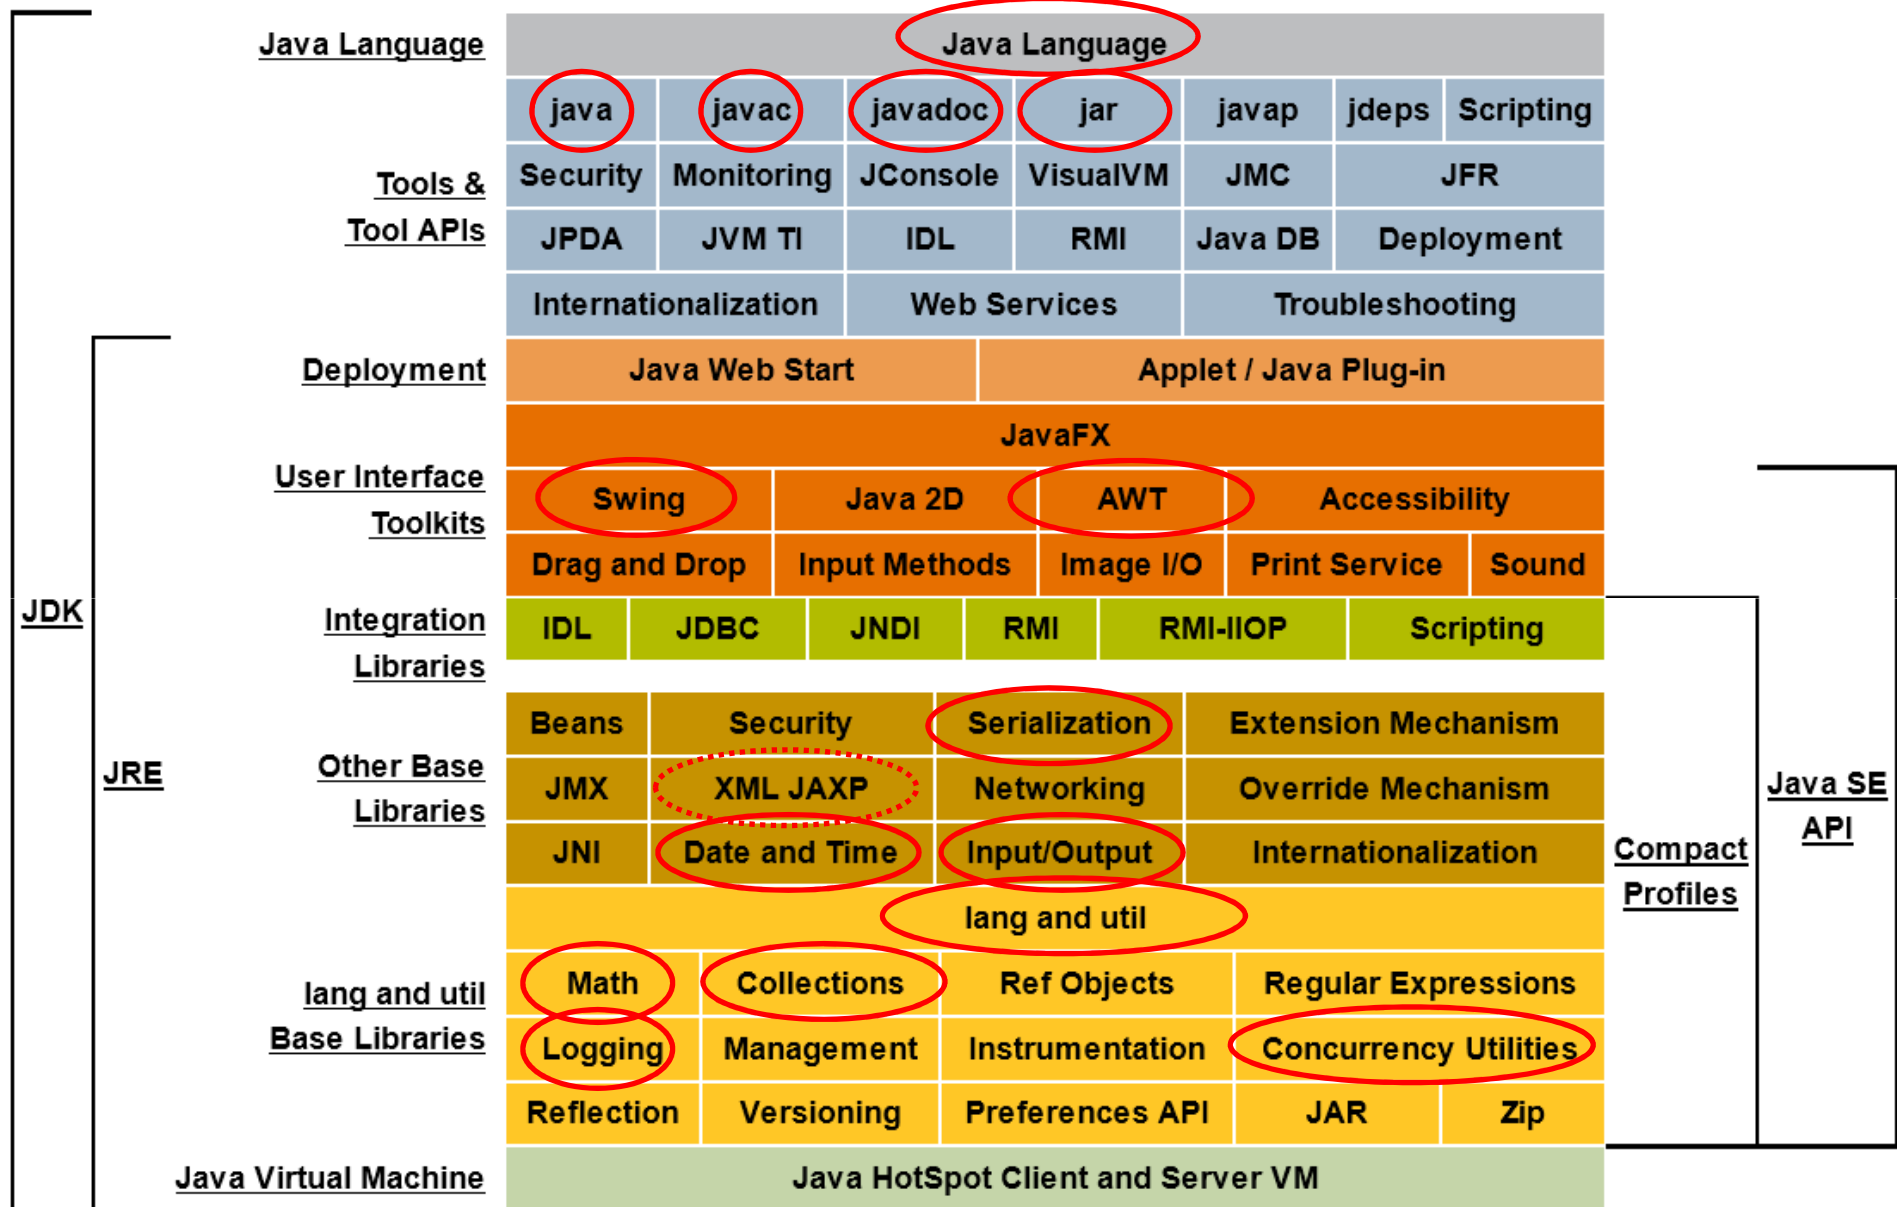 Java Language
Java Language
java javac javadoc jar javap jdeps Scripting
Tools &
Tool APIs
Security Monitoring JConsole VisualVM JMC JFR
JPDA JVM TI IDL RMI Java DB Deployment
Internationalization Web Services Troubleshooting
Deployment
Java Web Start Applet / Java Plug-in
JavaFX
User Interface
Toolkits
Swing Java 2D AWT Accessibility
Drag and Drop Input Methods Image I/O Print Service Sound
JDK
Integration
Libraries
IDL JDBC JNDI RMI RMI-IIOP Scripting
Beans Security Serialization Extension Mechanism
JRE
Other Base
Libraries
JMX XML JAXP Networking Override Mechanism
Java SE
API
JNI Date and Time Input/Output Internationalization
Compact
Profiles
lang and util
lang and util
Base Libraries
Math Collections Ref Objects Regular Expressions
Logging Management Instrumentation Concurrency Utilities
Reflection Versioning Preferences API JAR Zip
Java Virtual Machine
Java HotSpot Client and Server VM